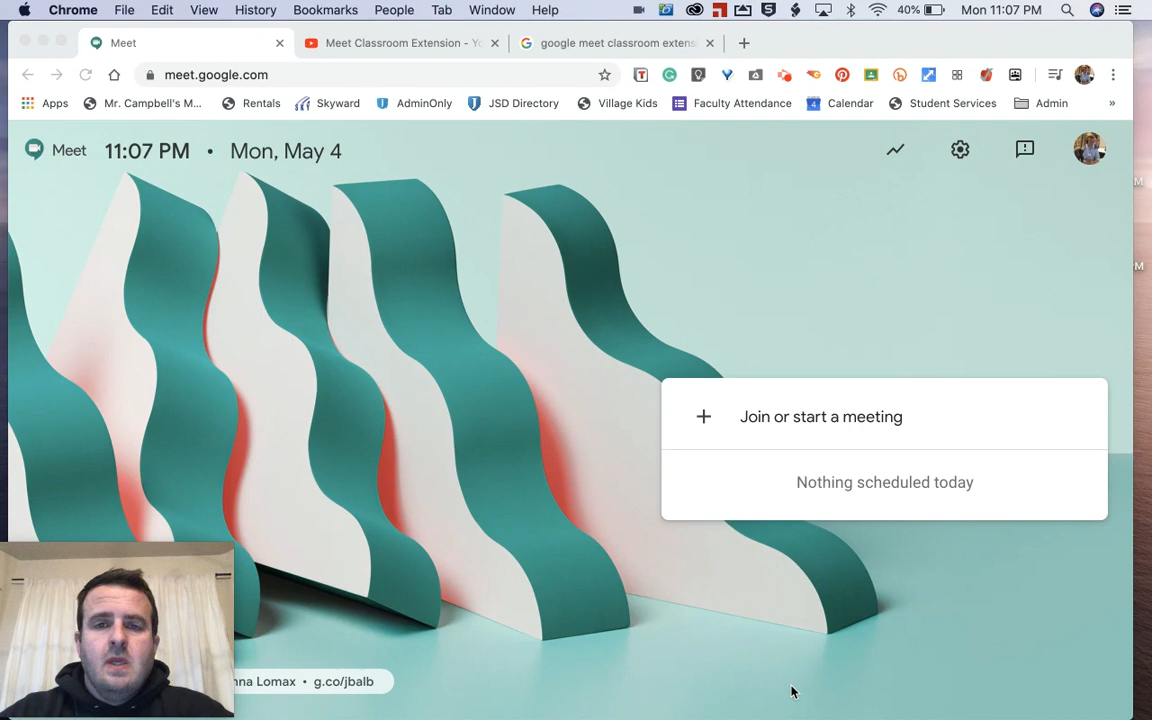 Chrome File Edit View History Bookmarks People Tab Window Help 40% Mon 11:07 PM
Meet Meet Classroom Extension - Yo google meet classroom extens
meet.google.com
Apps Mr. Campbell's M... Rentals Skyward AdminOnly JSD Directory Village Kids Faculty Attendance Calendar Student Services Admin »
Meet 11:07 PM • Mon, May 4
M
M
+ Join or start a meeting
Nothing scheduled today
Lomax • g.co/jbalb